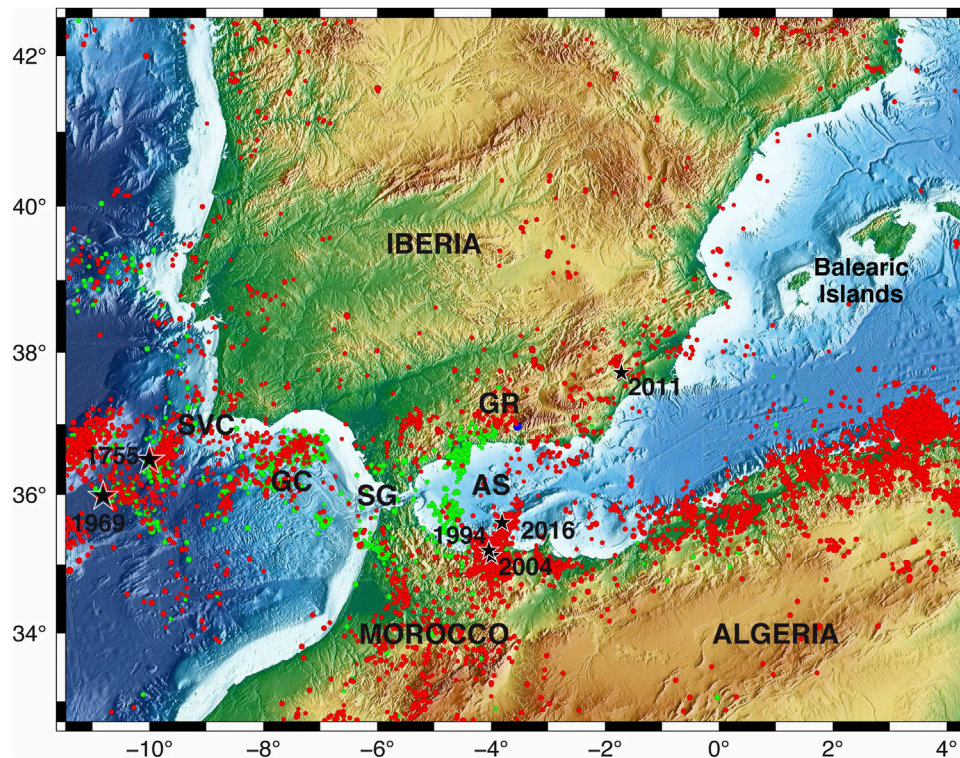 42°
40°
IBERIA
Balearic
Islands
38°
2011
GR
SVC
1755
GC
SG
AS
36°
1969
1994
2016
2004
34°
MOROCCO
ALGERIA
−10°
−8°
−6°
−4°
−2°
0°
2°
4°